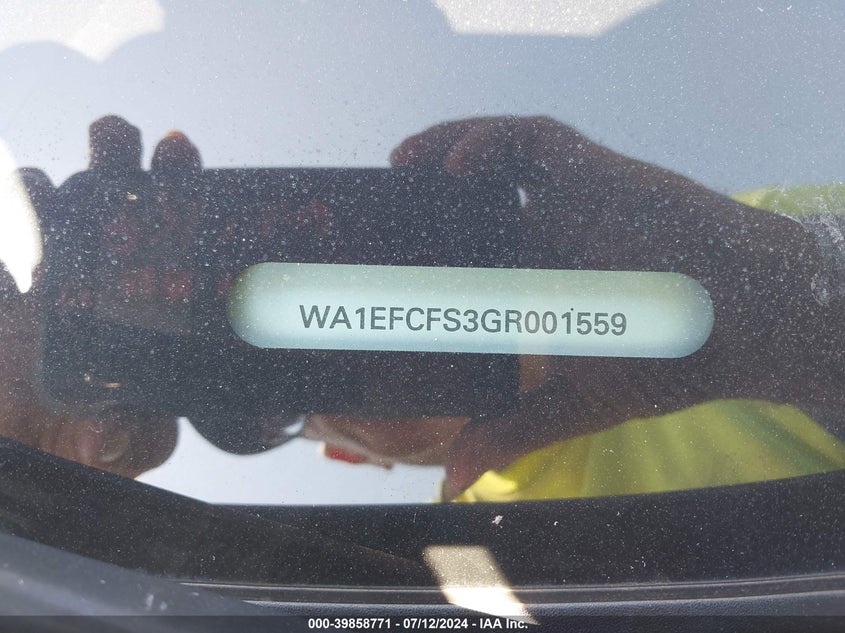 WA1EFCFS3GR001559
000-39858771 - 07/12/2024 - IAA Inc.